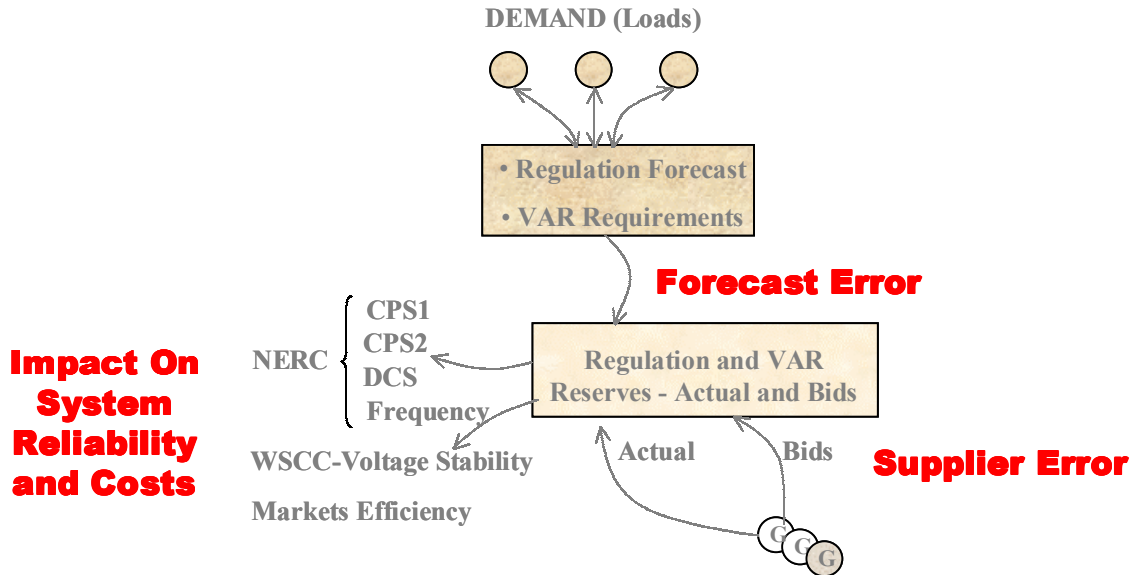 DEMAND (Loads)
• Regulation Forecast
• VAR Requirements
Forecast Error
CPS1
CPS2
NERC
DCS
Frequency
Regulation and VAR
Reserves - Actual and Bids
Impact On
System
Reliability
and Costs
Actual
Bids
WSCC-Voltage Stability
Supplier Error
Markets Efficiency
G
G
G